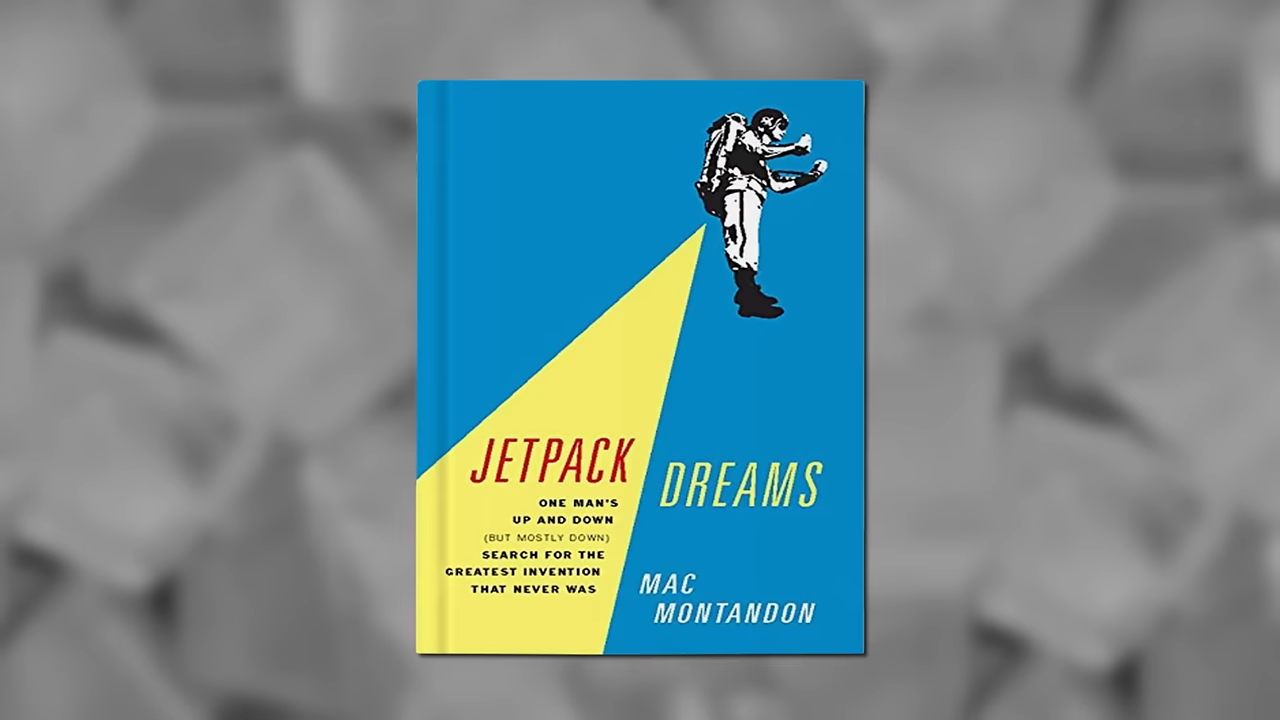 JETPACK
DREAMS
ONE MAN'S
UP AND DOWN
(BUT MOSTLY DOWN)
SEARCH FOR THE
GREATEST INVENTION
THAT NEVER WAS
MAC
MONTANDON